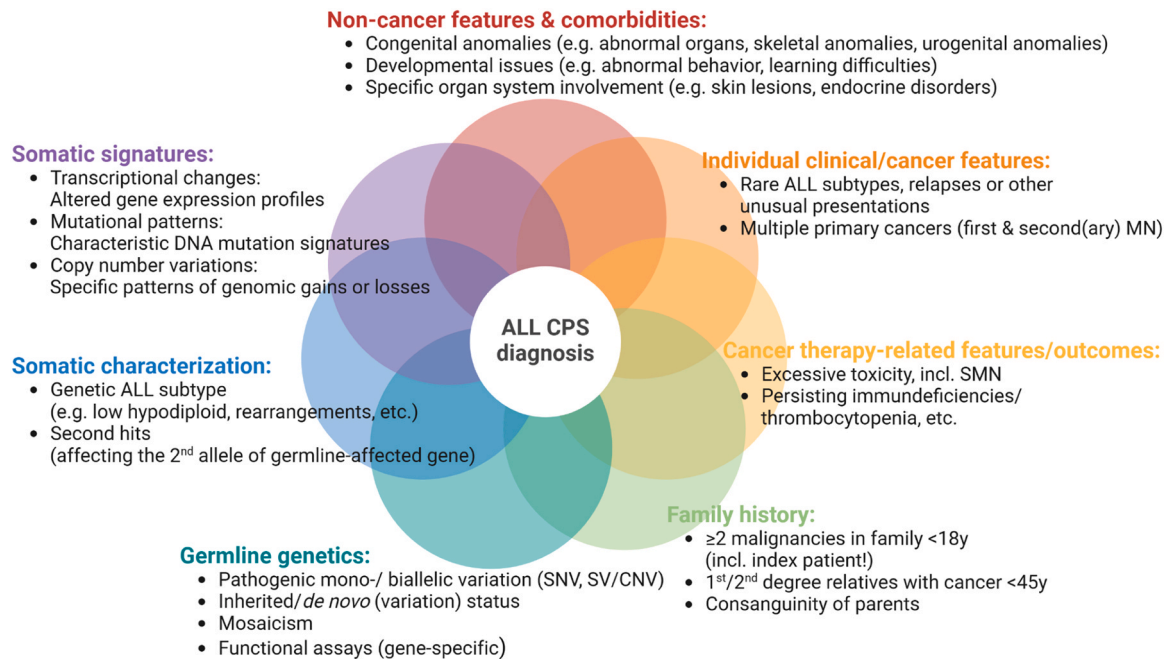 Non-cancer features & comorbidities:
• Congenital anomalies (e.g. abnormal organs, skeletal anomalies, urogenital anomalies)
• Developmental issues (e.g. abnormal behavior, learning difficulties)
• Specific organ system involvement (e.g. skin lesions, endocrine disorders)
Individual clinical/cancer features:
• Rare ALL subtypes, relapses or other
unusual presentations
• Multiple primary cancers (first & second(ary) MN)
Cancer therapy-related features/outcomes:
• Excessive toxicity, incl. SMN
• Persisting immundeficiencies/
thrombocytopenia, etc.
Family history:
• ≥2 malignancies in family <18y
(incl. index patient!)
• 1st/2nd degree relatives with cancer <45y
• Consanguinity of parents
Germline genetics:
• Pathogenic mono-/ biallelic variation (SNV, SV/CNV)
• Inherited/de novo (variation) status
• Mosaicism
• Functional assays (gene-specific)
Somatic characterization:
• Genetic ALL subtype
(e.g. low hypodiploid, rearrangements, etc.)
• Second hits
(affecting the 2nd allele of germline-affected gene)
Somatic signatures:
• Transcriptional changes:
Altered gene expression profiles
• Mutational patterns:
Characteristic DNA mutation signatures
• Copy number variations:
Specific patterns of genomic gains or losses
ALL CPS
diagnosis